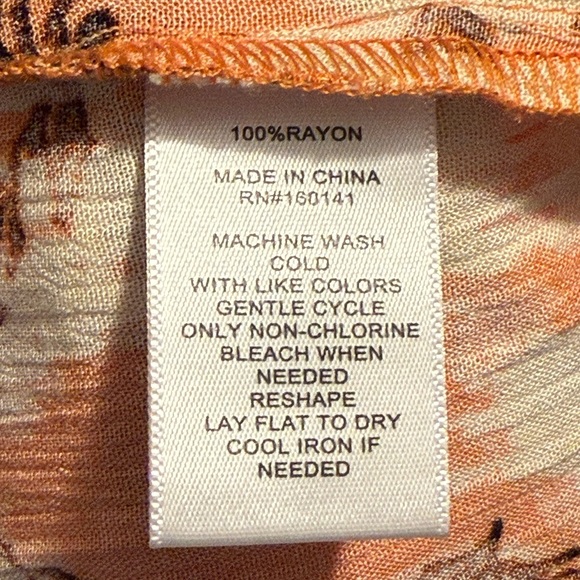 100%RAYON
MADE IN CHINA
RN#160141
MACHINE WASH
COLD
WITH LIKE COLORS
GENTLE CYCLE
ONLY NON-CHLORINE
BLEACH WHEN
NEEDED
RESHAPE
LAY FLAT TO DRY
COOL IRON IF
NEEDED